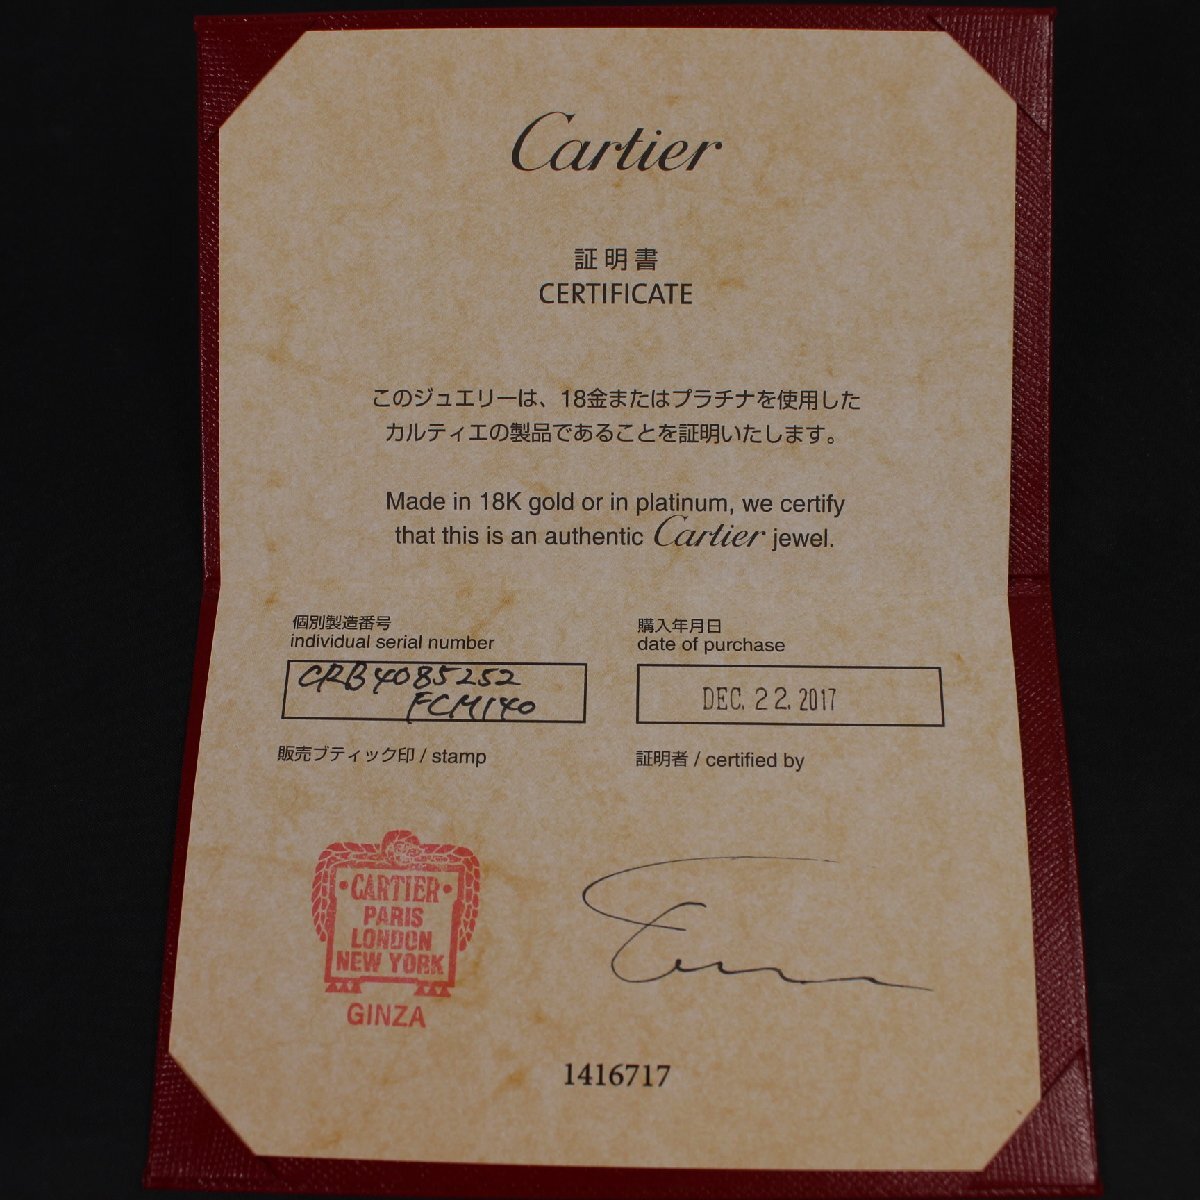 Cartier
証明書
CERTIFICATE
このジュエリーは、18金またはプラチナを使用した
カルティエの製品であることを証明いたします。
Made in 18K gold or in platinum, we certify
that this is an authentic Cartier jewel.
個別製造番号
individual serial number
CRB4085252
FCM140
購入年月日
date of purchase
DEC. 22. 2017
販売ブティック印 / stamp
証明者 / certified by
CARTIER
PARIS
LONDON
NEW YORK
GINZA
1416717